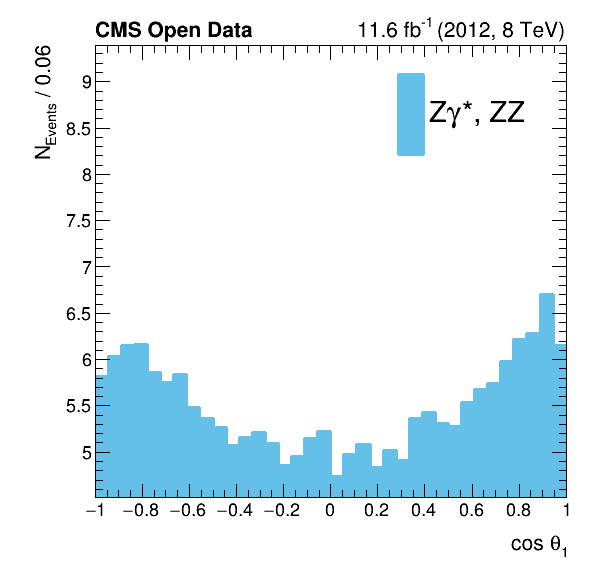 CMS Open Data 11.6 fb⁻¹ (2012, 8 TeV)
N_Events / 0.06
9
8.5
8
7.5
7
6.5
6
5.5
5
Zγ*, ZZ
−1 −0.8 −0.6 −0.4 −0.2 0 0.2 0.4 0.6 0.8 1
cos θ₁